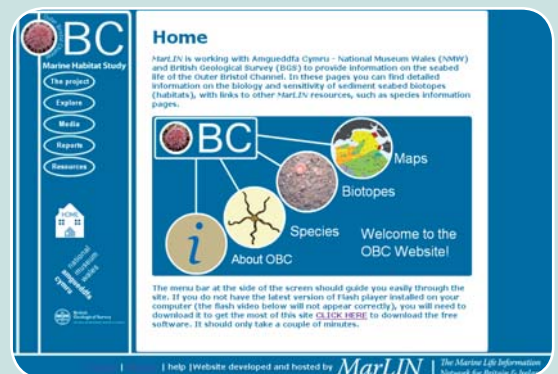 OBC
Marine Habitat Study
The project
Explore
Media
Reports
Resources
HOME
national
museum
wales
amgueddfa
cymru
British
Geological Survey
Home
MarLIN is working with Amgueddfa Cymru - National Museum Wales (NMW)
and British Geological Survey (BGS) to provide information on the seabed
life of the Outer Bristol Channel. In these pages you can find detailed
information on the biology and sensitivity of sediment seabed biotopes
(habitats), with links to other MarLIN resources, such as species information
pages.
OBC
Maps
Biotopes
Species
i
About OBC
Welcome to the
OBC Website!
The menu bar at the side of the screen should guide you easily through the
site. If you do not have the latest version of Flash player installed on your
computer (the flash video below will not appear correctly), you will need to
download it to get the most of this site CLICK HERE to download the free
software. It should only take a couple of minutes.
| | help |Website developed and hosted by MarLIN | The Marine Life Information
Network for Britain & Ireland